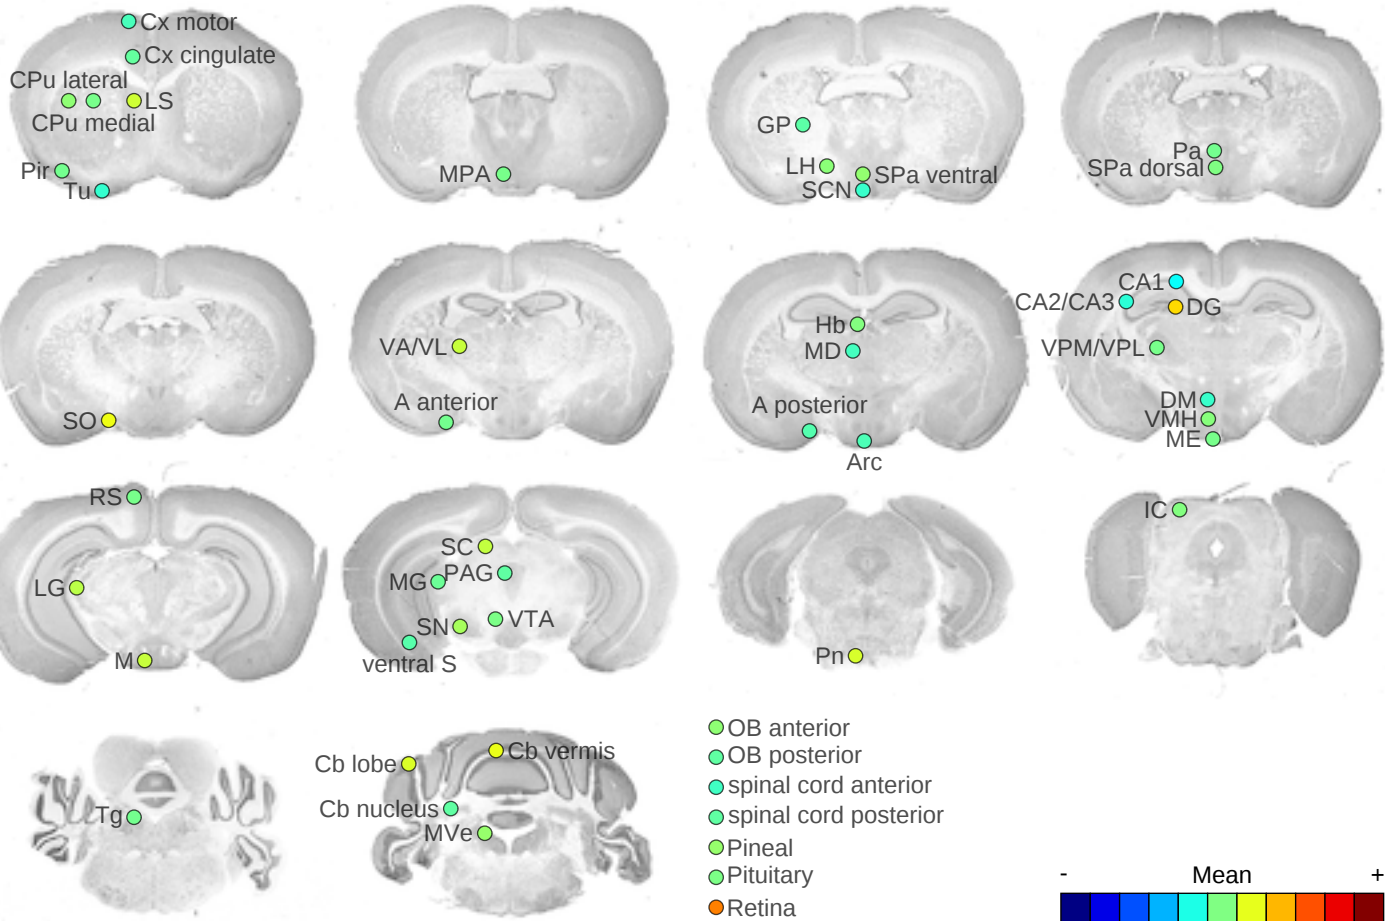 Cx motor
Cx cingulate
CPu lateral
LS
CPu medial
Pir
Tu
MPA
GP
LH
SPa ventral
SCN
Pa
SPa dorsal
SO
VA/VL
A anterior
Hb
MD
A posterior
Arc
CA1
CA2/CA3
DG
VPM/VPL
DM
VMH
ME
RS
LG
M
SC
MG
PAG
SN
VTA
ventral S
Pn
IC
Tg
Cb lobe
Cb vermis
Cb nucleus
MVe
OB anterior
OB posterior
spinal cord anterior
spinal cord posterior
Pineal
Pituitary
Retina
- Mean +